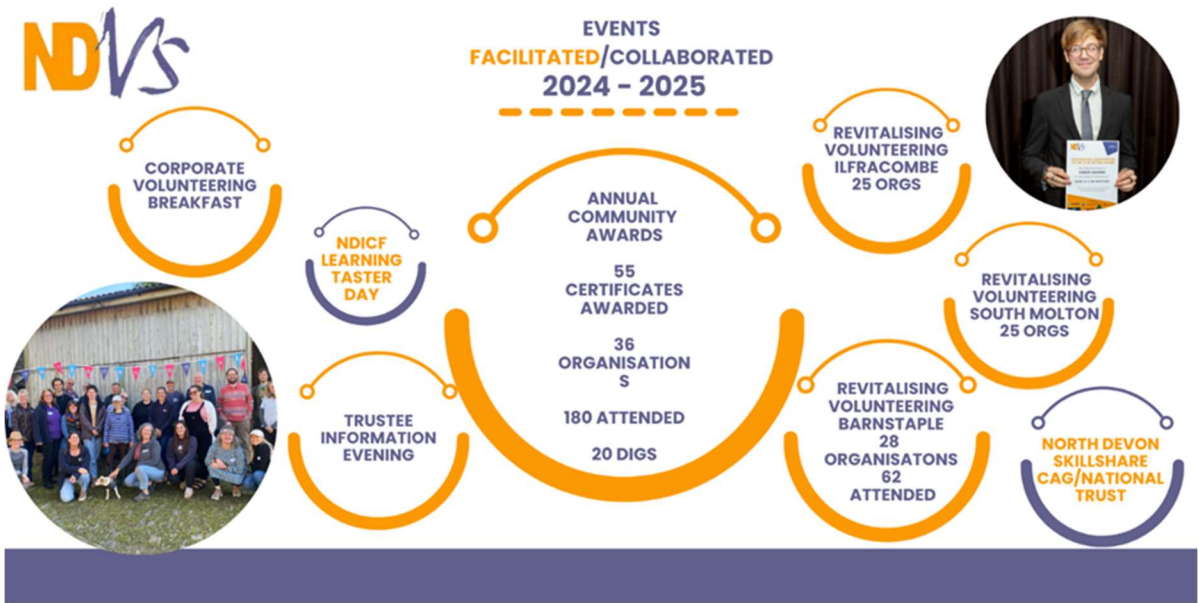 NDVS
EVENTS
FACILITATED/COLLABORATED
2024 - 2025
CORPORATE
VOLUNTEERING
BREAKFAST
NDICF
LEARNING
TASTER
DAY
TRUSTEE
INFORMATION
EVENING
ANNUAL
COMMUNITY
AWARDS
55
CERTIFICATES
AWARDED
36
ORGANISATION
S
180 ATTENDED
20 DIGS
REVITALISING
VOLUNTEERING
ILFRACOMBE
25 ORGS
REVITALISING
VOLUNTEERING
SOUTH MOLTON
25 ORGS
REVITALISING
VOLUNTEERING
BARNSTAPLE
28
ORGANISATONS
62
ATTENDED
NORTH DEVON
SKILLSHARE
CAG/NATIONAL
TRUST
NDVS